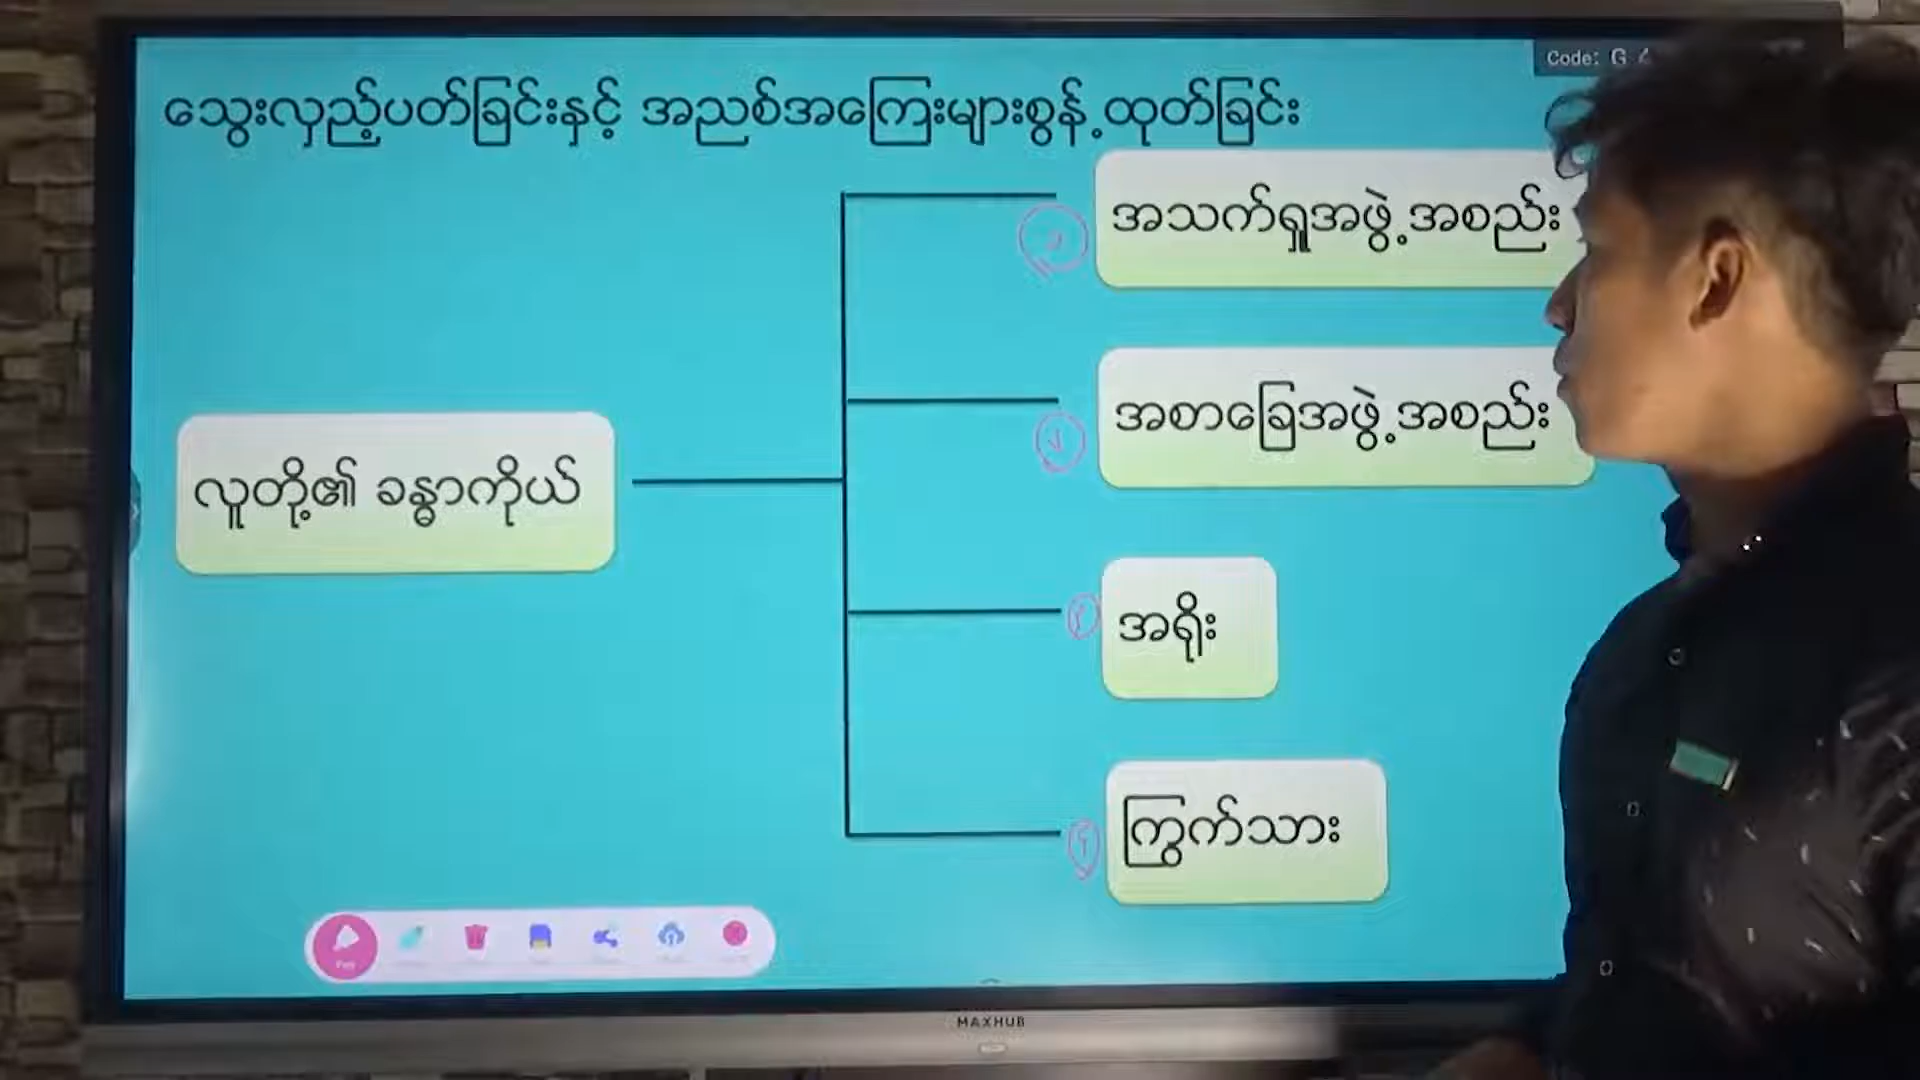 Code: G
သွေးလှည့်ပတ်ခြင်းနှင့် အညစ်အကြေးများစွန့်ထုတ်ခြင်း
အသက်ရှူအဖွဲ့အစည်း
အစာခြေအဖွဲ့အစည်း
လူတို့၏ ခန္ဓာကိုယ်
အရိုး
ကြွက်သား
MAXHUB